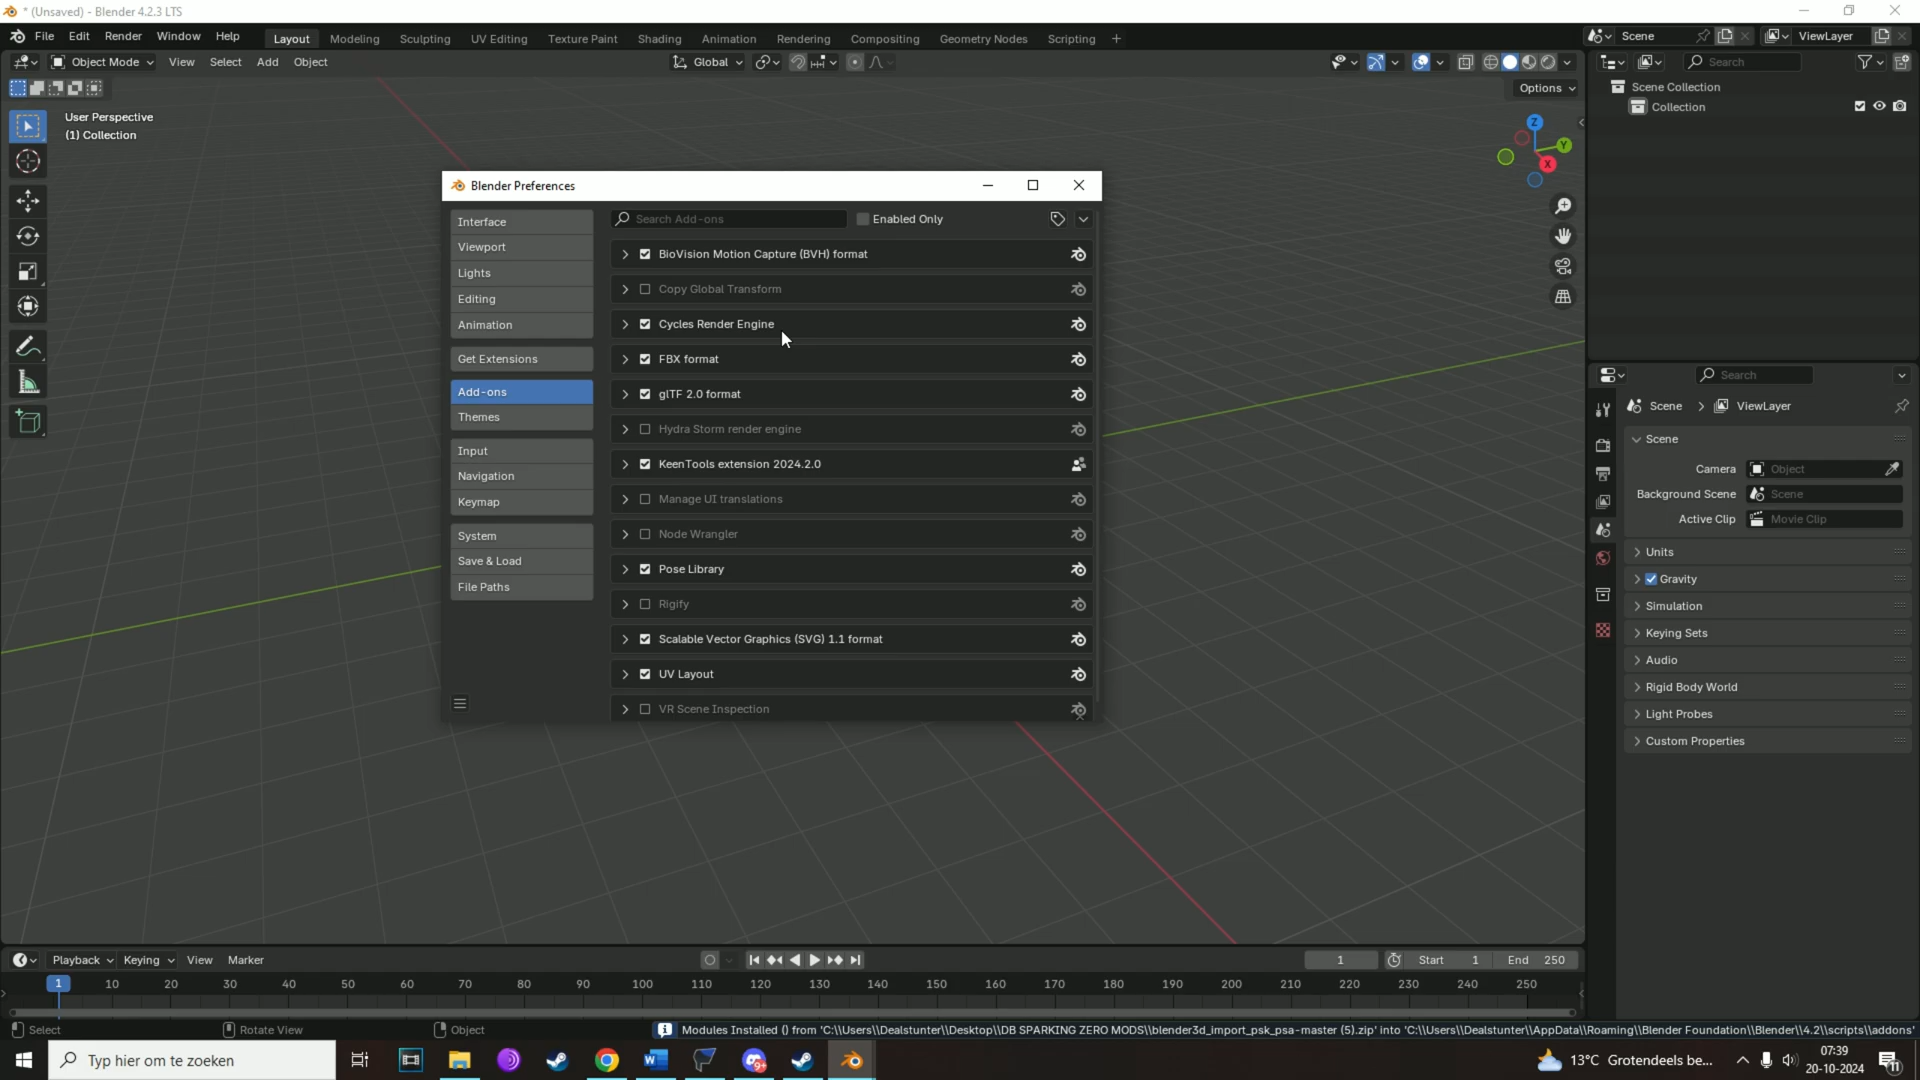 * (Unsaved) - Blender 4.2.3 LTS
File Edit Render Window Help Layout Modeling Sculpting UV Editing Texture Paint Shading Animation Rendering Compositing Geometry Nodes Scripting + Scene ViewLayer
Object Mode View Select Add Object Global Search
Options
User Perspective
(1) Collection
Scene Collection
Collection
Z
Y
X
Blender Preferences
Interface
Viewport
Lights
Editing
Animation
Get Extensions
Add-ons
Themes
Input
Navigation
Keymap
System
Save & Load
File Paths
Search Add-ons Enabled Only
BioVision Motion Capture (BVH) format
Copy Global Transform
Cycles Render Engine
FBX format
glTF 2.0 format
Hydra Storm render engine
KeenTools extension 2024.2.0
Manage UI translations
Node Wrangler
Pose Library
Rigify
Scalable Vector Graphics (SVG) 1.1 format
UV Layout
VR Scene Inspection
Search
Scene > ViewLayer
Scene
Camera Object
Background Scene Scene
Active Clip Movie Clip
Units
Gravity
Simulation
Keying Sets
Audio
Rigid Body World
Light Probes
Custom Properties
Playback Keying View Marker 1 Start 1 End 250
1 10 20 30 40 50 60 70 80 90 100 110 120 130 140 150 160 170 180 190 200 210 220 230 240 250
Select Rotate View Object Modules Installed () from 'C:\\Users\\Dealstunter\\Desktop\\DB SPARKING ZERO MODS\\blender3d_import_psk_psa-master (5).zip' into 'C:\\Users\\Dealstunter\\AppData\\Roaming\\Blender Foundation\\Blender\\4.2\\scripts\\addons'
Typ hier om te zoeken 13°C Grotendeels be... 07:39
20-10-2024 11